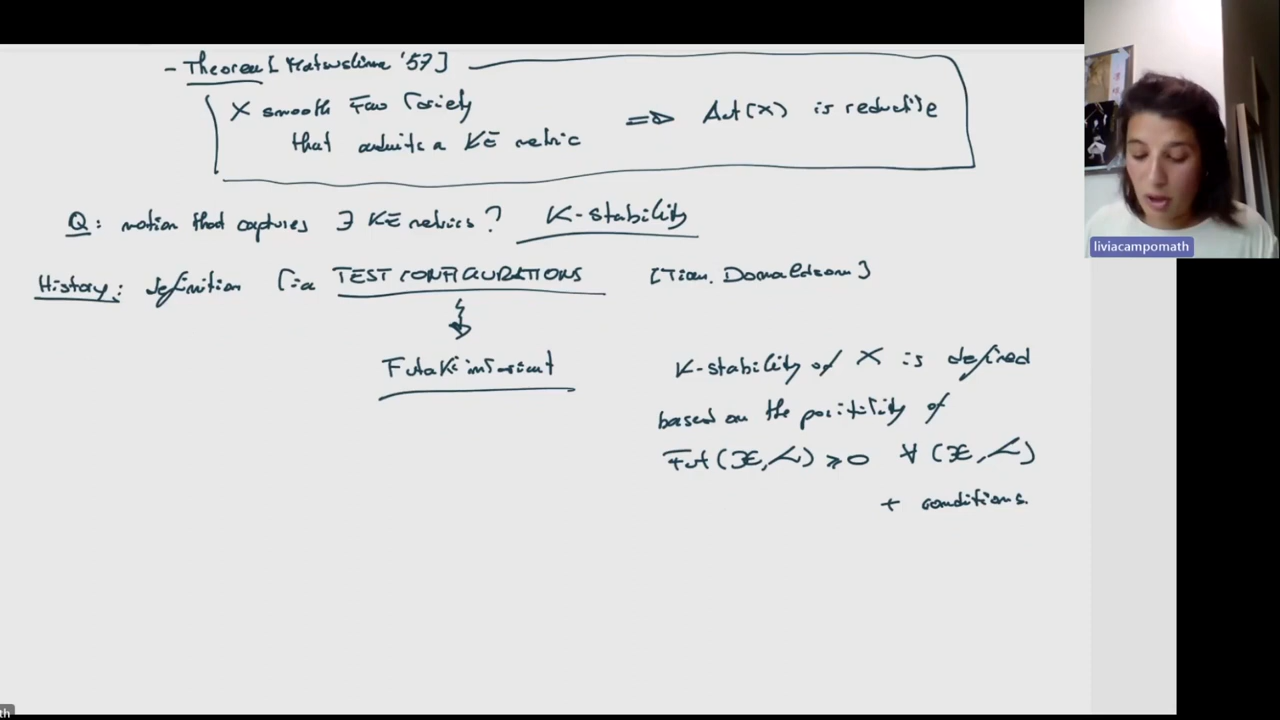 - Theorem [Matsushima '57]
X smooth Fano variety
that admits a KE metric ⟹ Aut(X) is reductive
Q: notion that captures ∃ KE metrics? K-stability
History: definition via TEST CONFIGURATIONS [Tian, Donaldson]
Futaki invariant
K-stability of X is defined
based on the positivity of
Fut(𝒳, ℒ) ⩾ 0 ∀ (𝒳, ℒ)
+ conditions.
liviacampomath
th